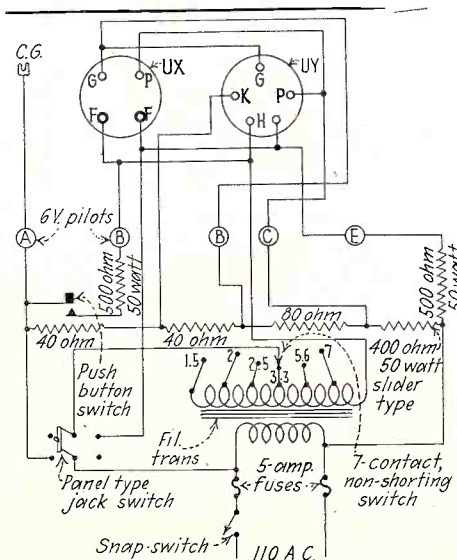 C.G.
UX
UY
G
P
F
F
G
K
P
H
6V. pilots
A
B
B
C
E
500 ohm
50 watt
500 ohm
50 watt
40 ohm
40 ohm
80 ohm
400 ohm
50 watt
slider
type
Push
button
switch
1.5
2
2.5
3.3
5.6
7
Fil.
trans
Panel type
jack switch
5-amp.
fuses
7-contact,
non-shorting
switch
Snap-switch
110 A C.